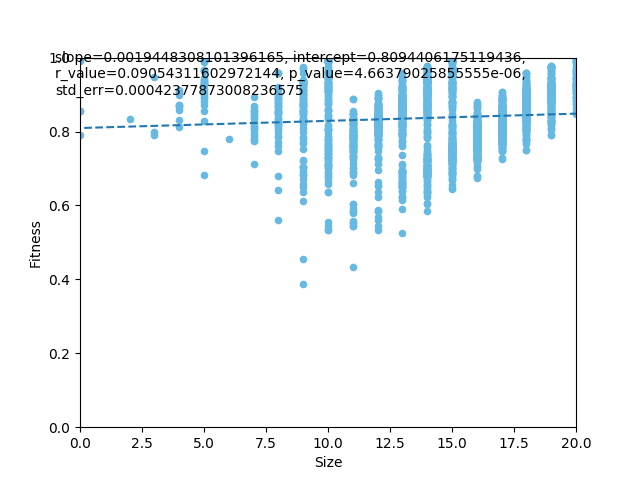 slope=0.0019448308101396165, intercept=0.8094406175119436,
r_value=0.09054311602972144, p_value=4.66379025855555e-06,
std_err=0.00042377873008236575
1.0
0.8
0.6
0.4
0.2
0.0
Fitness
0.0 2.5 5.0 7.5 10.0 12.5 15.0 17.5 20.0
Size